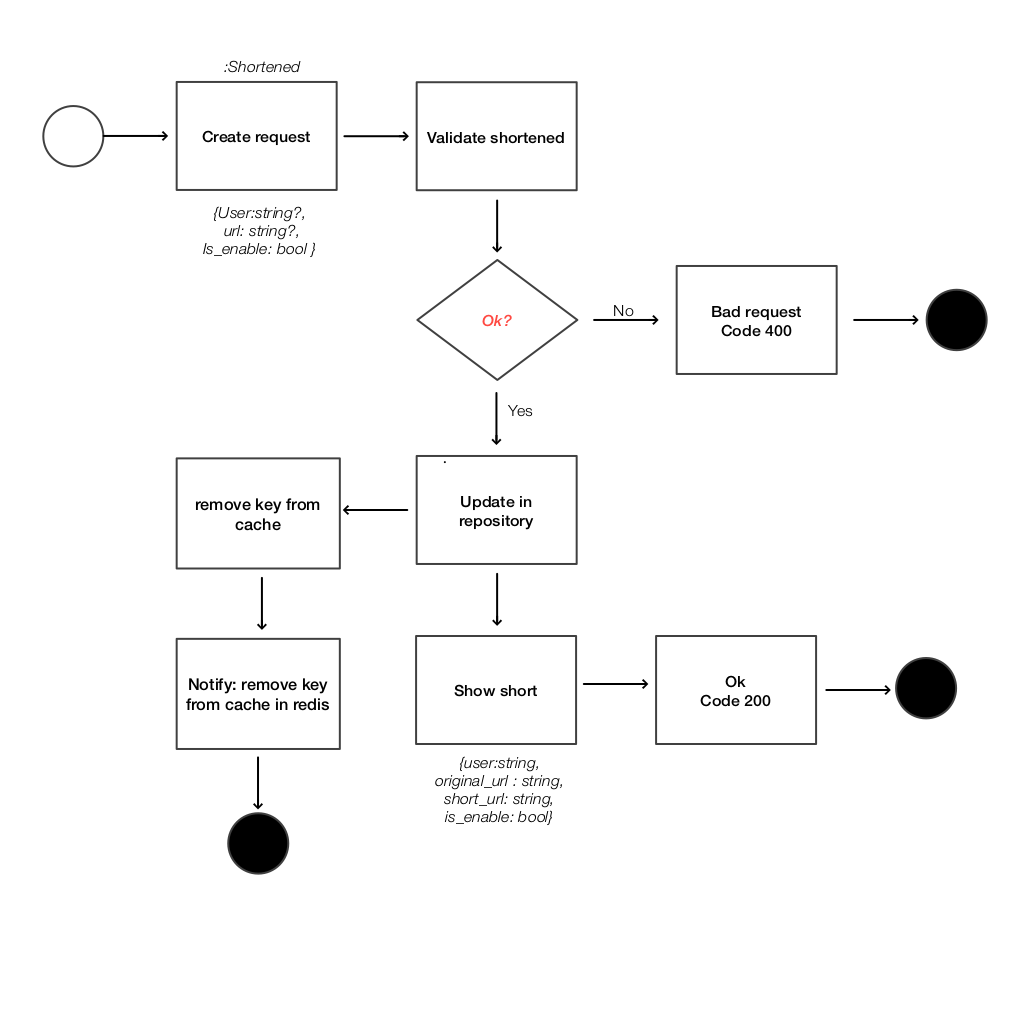 :Shortened
Create request
{User:string?,
url: string?,
Is_enable: bool }
Validate shortened
Ok?
No
Bad request
Code 400
Yes
Update in
repository
remove key from
cache
Notify: remove key
from cache in redis
Show short
{user:string,
original_url : string,
short_url: string,
is_enable: bool}
Ok
Code 200